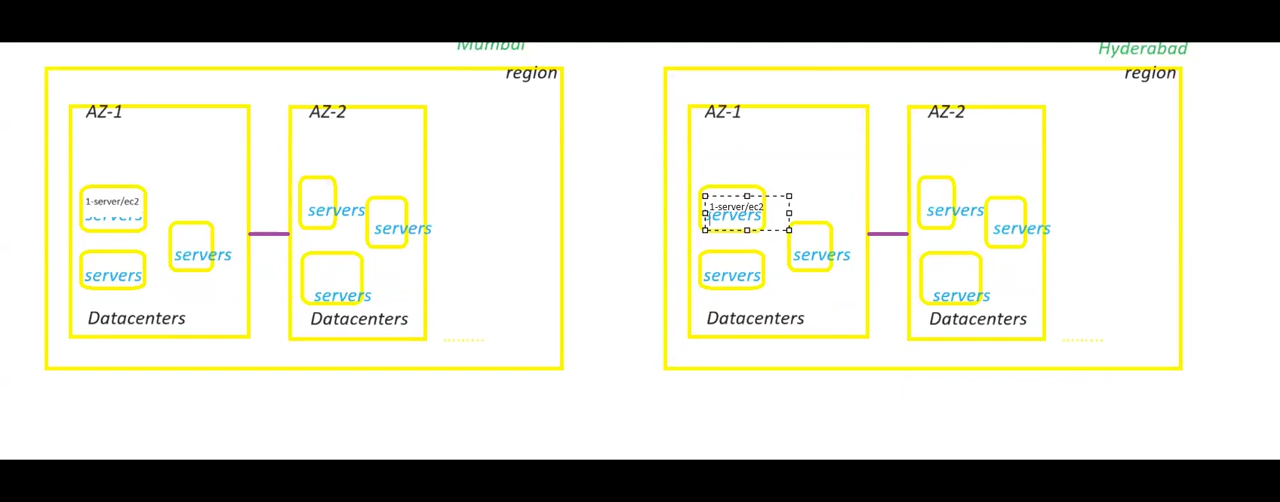 Mumbai
region
AZ-1
AZ-2
1-server/ec2
servers
servers
servers
servers
servers
servers
Datacenters
Datacenters
.........
Hyderabad
region
AZ-1
AZ-2
1-server/ec2
servers
servers
servers
servers
servers
servers
Datacenters
Datacenters
.........